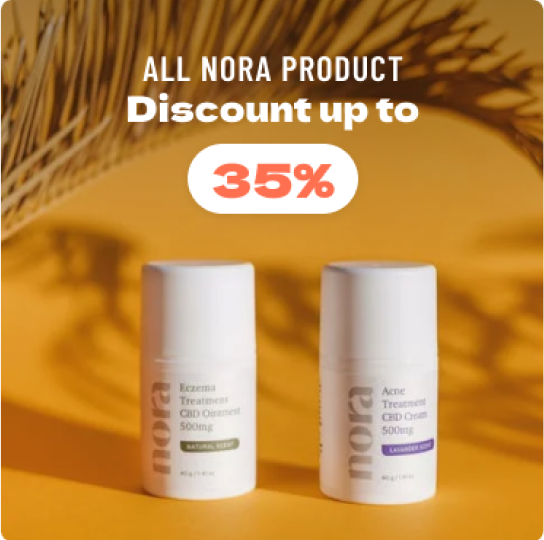 ALL NORA PRODUCT
Discount up to
35%
nora
Eczema
Treatment
CBD Ointment
500mg
NATURAL SCENT
nora
Acne
Treatment
CBD Cream
500mg
LAVANDER SCENT